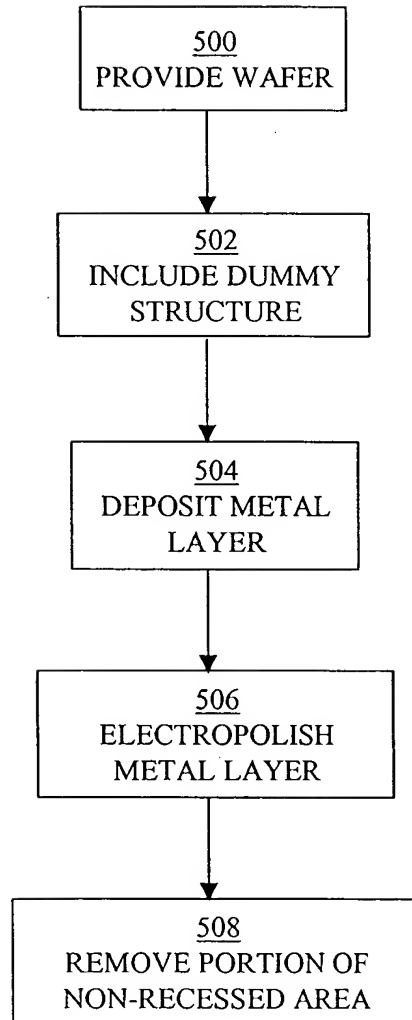 500
PROVIDE WAFER
502
INCLUDE DUMMY
STRUCTURE
504
DEPOSIT METAL
LAYER
506
ELECTROPOLISH
METAL LAYER
508
REMOVE PORTION OF
NON-RECESSED AREA